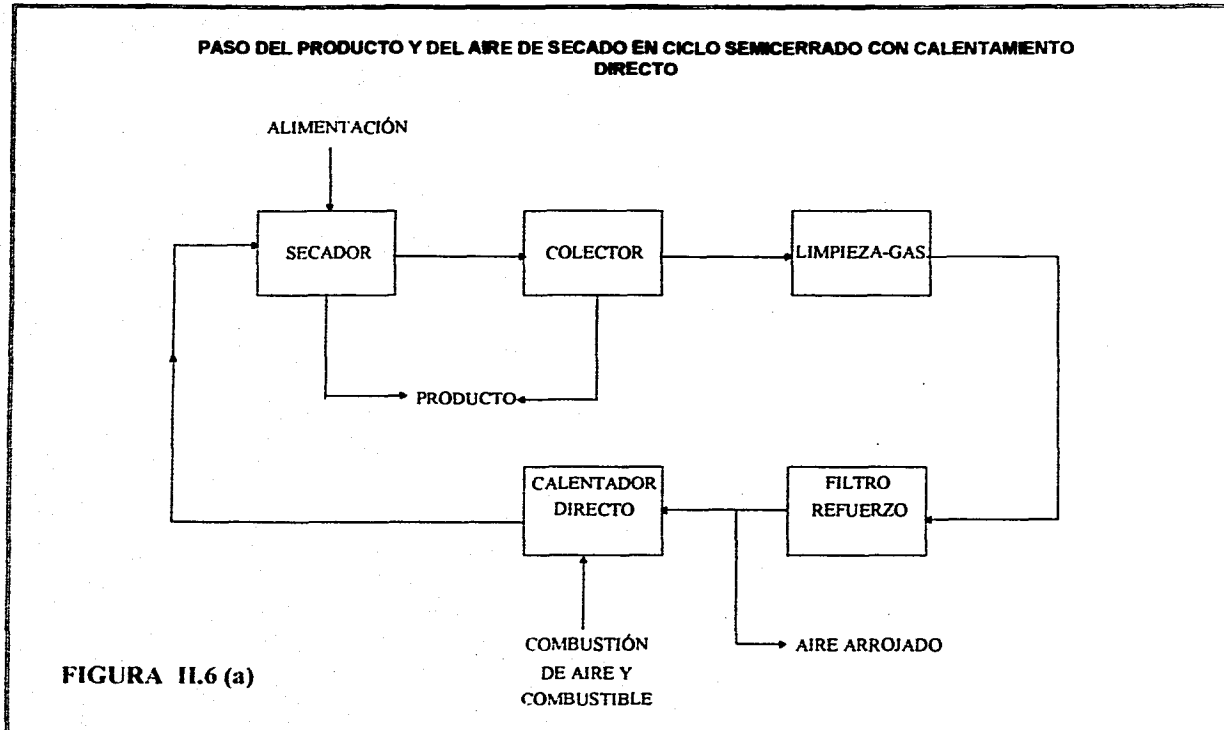 PASO DEL PRODUCTO Y DEL AIRE DE SECADO EN CICLO SEMICERRADO CON CALENTAMIENTO
DIRECTO
ALIMENTACIÓN
SECADOR
COLECTOR
LIMPIEZA-GAS
PRODUCTO
CALENTADOR
DIRECTO
FILTRO
REFUERZO
COMBUSTIÓN
DE AIRE Y
COMBUSTIBLE
AIRE ARROJADO
FIGURA II.6 (a)